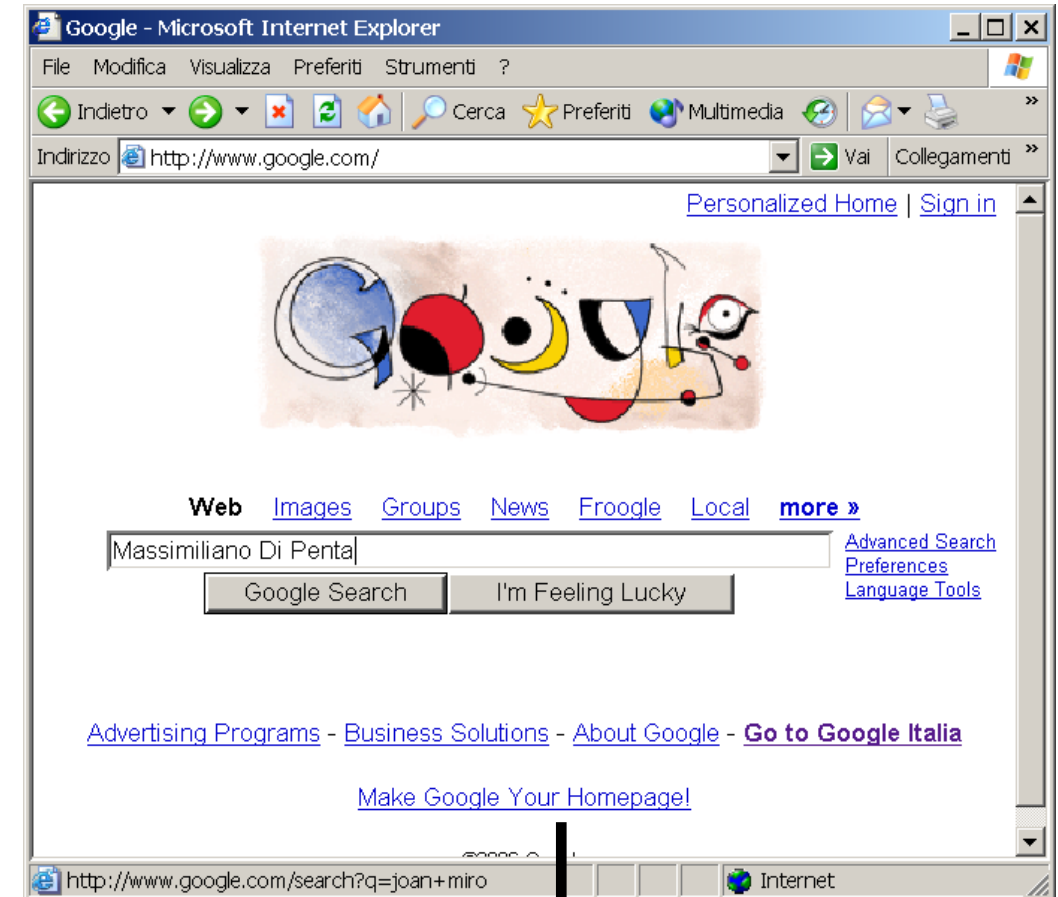 Google - Microsoft Internet Explorer
File Modifica Visualizza Preferiti Strumenti ?
Indietro Cerca Preferiti Multimedia »
Indirizzo http://www.google.com/ Vai Collegamenti »
Personalized Home | Sign in
Google
Web Images Groups News Froogle Local more »
Massimiliano Di Penta
Advanced Search
Preferences
Language Tools
Google Search I'm Feeling Lucky
Advertising Programs - Business Solutions - About Google - Go to Google Italia
Make Google Your Homepage!
http://www.google.com/search?q=joan+miro Internet